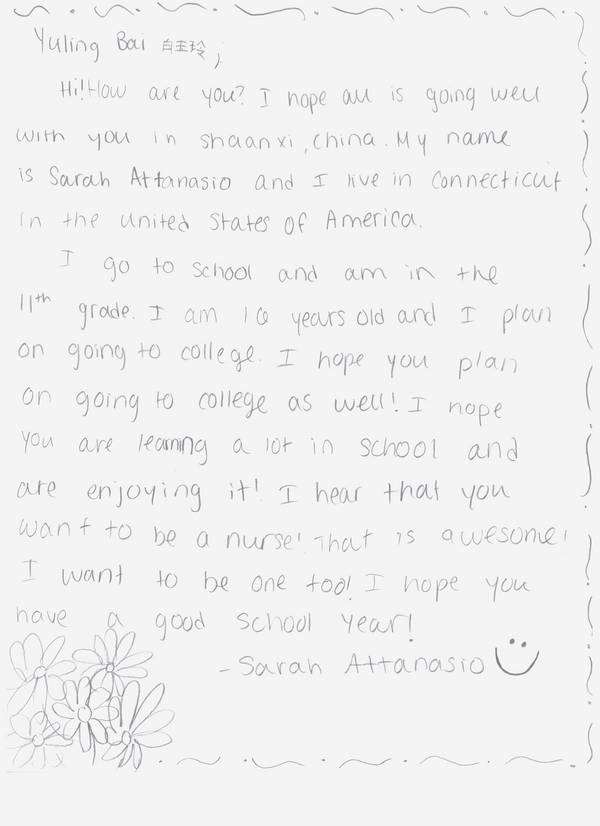 Yuling Bai 白玉玲,
Hi! How are you? I hope all is going well
with you in shaanxi, China. My name
is Sarah Attanasio and I live in Connecticut
in the united States of America.
I go to school and am in the
11th grade. I am 16 years old and I plan
on going to college. I hope you plan
on going to college as well! I hope
you are learning a lot in school and
are enjoying it! I hear that you
want to be a nurse! That is awesome!
I want to be one too! I hope you
have a good school year!
- Sarah Attanasio